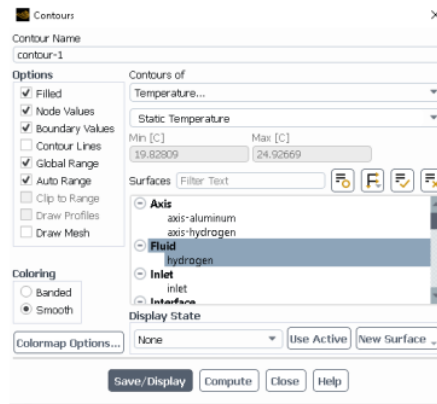 Contours
Contour Name
contour-1
Options
Filled
Node Values
Boundary Values
Contour Lines
Global Range
Auto Range
Clip to Range
Draw Profiles
Draw Mesh
Coloring
Banded
Smooth
Colormap Options...
Contours of
Temperature...
Static Temperature
Min [C] Max [C]
19.82809 24.92669
Surfaces Filter Text
Axis
axis-aluminum
axis-hydrogen
Fluid
hydrogen
Inlet
inlet
Interface
Display State
None Use Active New Surface
Save/Display Compute Close Help